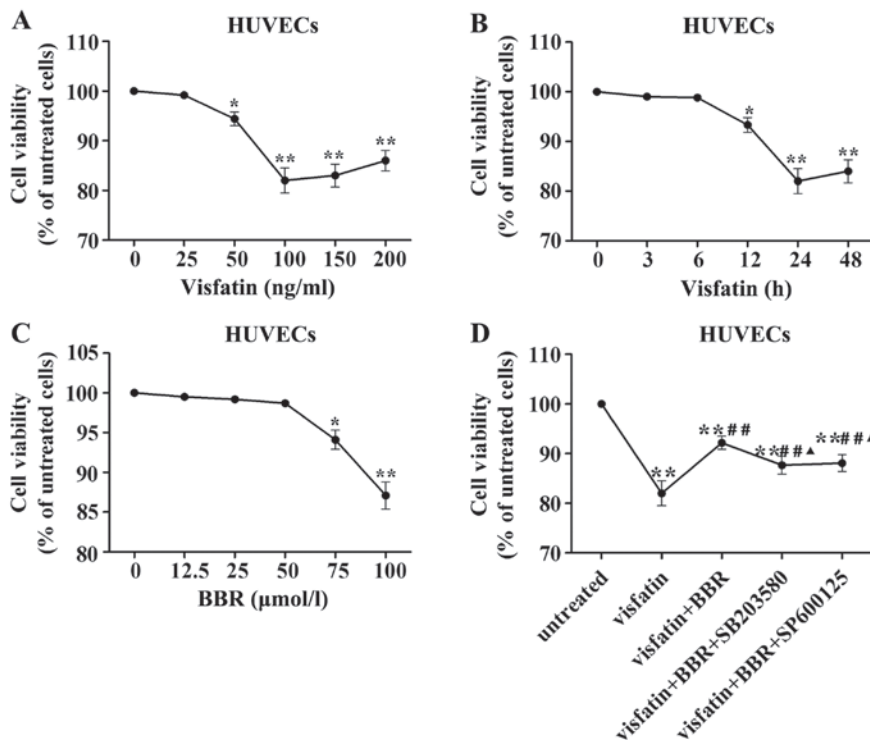 A
HUVECs
Cell viability
(% of untreated cells)
110
100
90
80
70
*
**
**
**
0 25 50 100 150 200
Visfatin (ng/ml)
B
HUVECs
Cell viability
(% of untreated cells)
110
100
90
80
70
*
**
**
0 3 6 12 24 48
Visfatin (h)
C
HUVECs
Cell viability
(% of untreated cells)
105
100
95
90
85
80
*
**
0 12.5 25 50 75 100
BBR (μmol/l)
D
HUVECs
Cell viability
(% of untreated cells)
110
100
90
80
70
**
**##
**##▲
**##▲
untreated
visfatin
visfatin+BBR
visfatin+BBR+SB203580
visfatin+BBR+SP600125